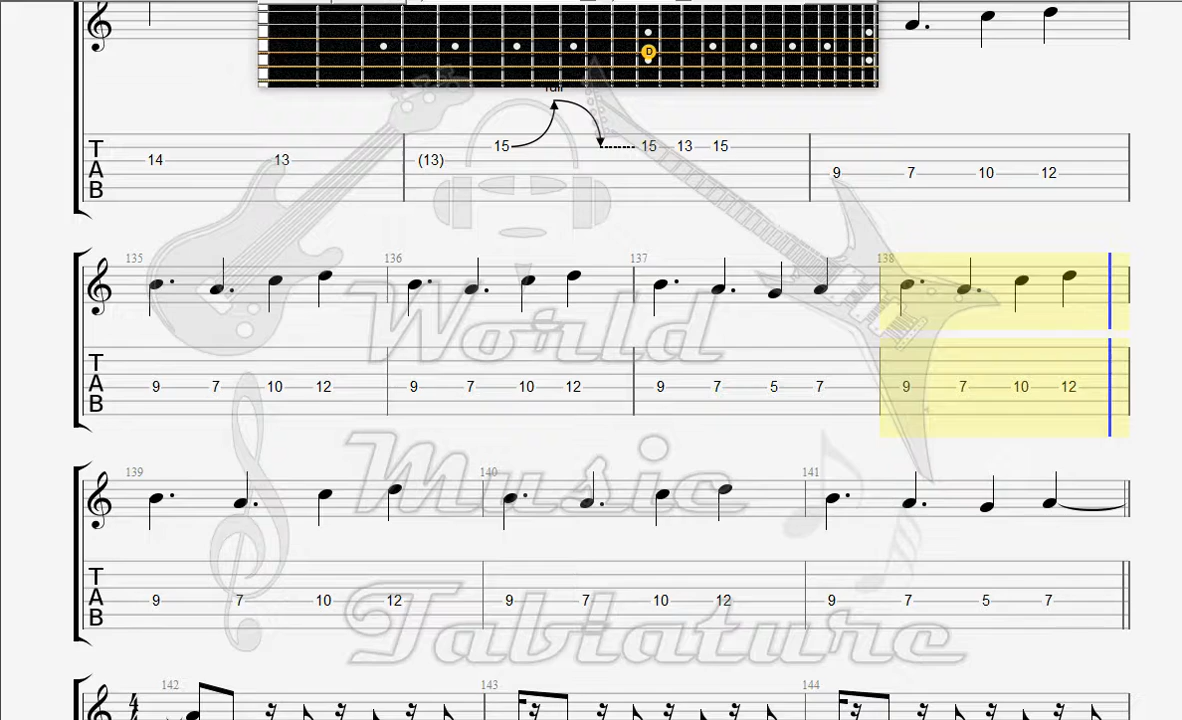 D
full
14 13 (13) 15 15 13 15 9 7 10 12
T
A
B
135 136 137 138
T
A
B
9 7 10 12 9 7 10 12 9 7 5 7 9 7 10 12
World
139 140 141
Music
T
A
B
9 7 10 12 9 7 10 12 9 7 5 7
Tablature
142 143 144
4